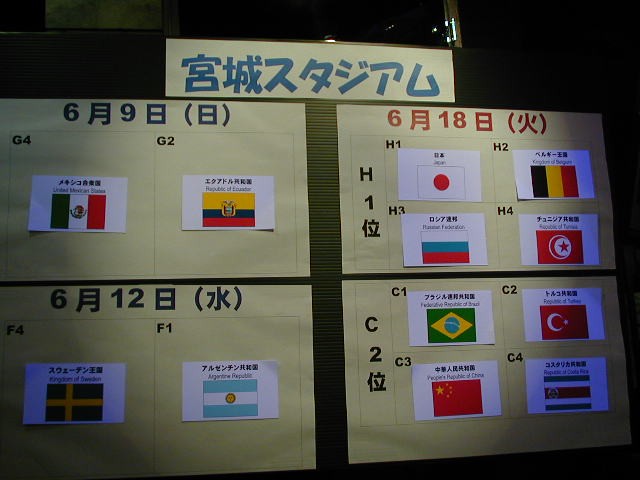 宮城スタジアム
6月9日（日）
G4
G2
メキシコ合衆国
United Mexican States
エクアドル共和国
Republic of Ecuador
6月12日（水）
F4
F1
スウェーデン王国
Kingdom of Sweden
アルゼンチン共和国
Argentine Republic
6月18日（火）
H1位
H1
日本
Japan
H2
ベルギー王国
Kingdom of Belgium
H3
ロシア連邦
Russian Federation
H4
チュニジア共和国
Republic of Tunisia
C2位
C1
ブラジル連邦共和国
Federative Republic of Brazil
C2
トルコ共和国
Republic of Turkey
C3
中華人民共和国
People's Republic of China
C4
コスタリカ共和国
Republic of Costa Rica